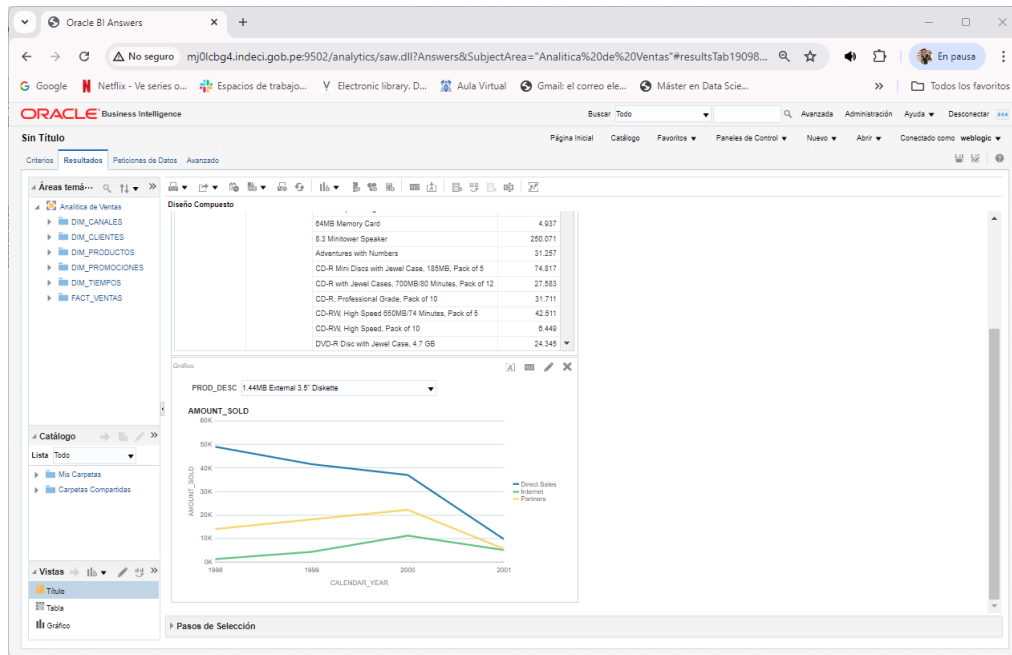 Oracle BI Answers
No seguro mj0lcbg4.indeci.gob.pe:9502/analytics/saw.dll?Answers&SubjectArea="Analitica%20de%20Ventas"#resultsTab19098... En pausa
Google Netflix - Ve series o... Espacios de trabajo... Electronic library. D... Aula Virtual Gmail: el correo ele... Máster en Data Scie... » Todos los favoritos
ORACLE Business Intelligence Buscar Todo Avanzada Administración Ayuda Desconectar
Sin Título Página Inicial Catálogo Favoritos Paneles de Control Nuevo Abrir Conectado como weblogic
Criterios Resultados Peticiones de Datos Avanzado
Áreas temá... »
Diseño Compuesto
Analitica de Ventas
DIM_CANALES
DIM_CLIENTES
DIM_PRODUCTOS
DIM_PROMOCIONES
DIM_TIEMPOS
FACT_VENTAS
64MB Memory Card 4.937
8.3 Minitower Speaker 250.071
Adventures with Numbers 31.257
CD-R Mini Discs with Jewel Case, 185MB, Pack of 5 74.817
CD-R with Jewel Cases, 700MB/80 Minutes, Pack of 12 27.583
CD-R, Professional Grade, Pack of 10 31.711
CD-RW, High Speed 650MB/74 Minutes, Pack of 5 42.511
CD-RW, High Speed, Pack of 10 6.449
DVD-R Disc with Jewel Case, 4.7 GB 24.345
Gráfico
PROD_DESC 1.44MB External 3.5" Diskette
AMOUNT_SOLD
60K
50K
40K
30K
20K
10K
0K
AMOUNT_SOLD
1998 1999 2000 2001
CALENDAR_YEAR
Direct Sales
Internet
Partners
Catálogo »
Lista Todo
Mis Carpetas
Carpetas Compartidas
Vistas »
Título
Tabla
Gráfico
Pasos de Selección